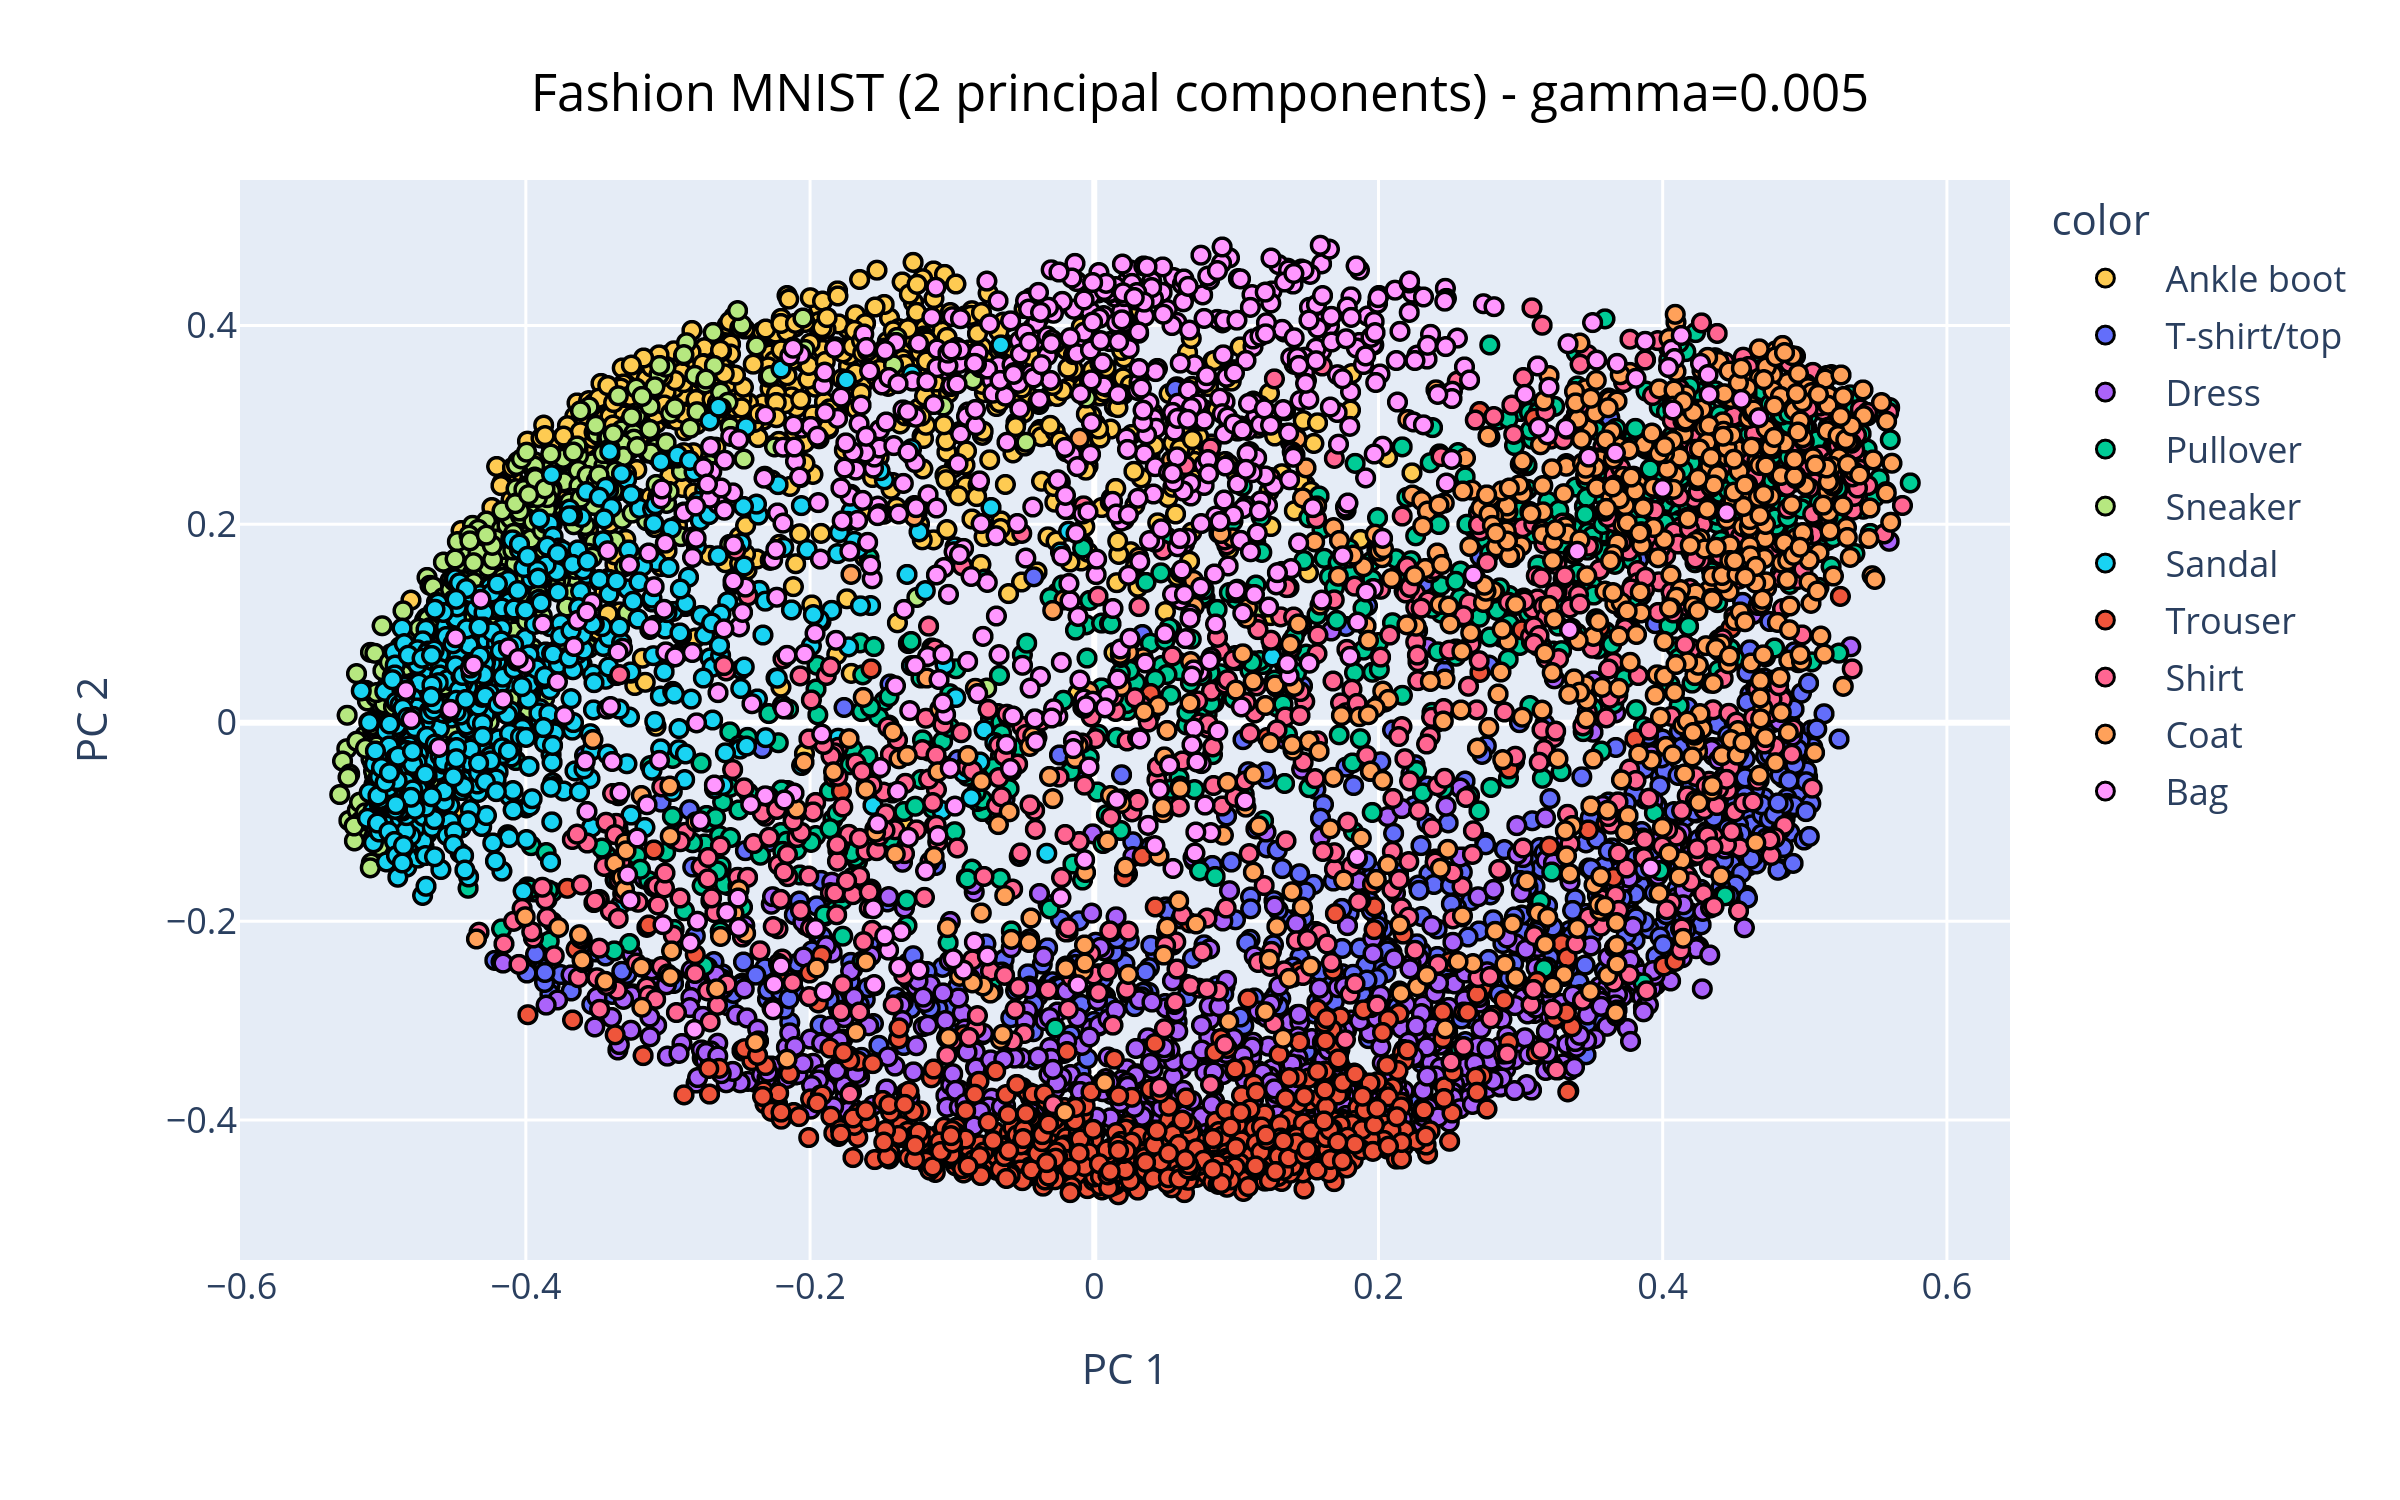 Fashion MNIST (2 principal components) - gamma=0.005
color
Ankle boot
T-shirt/top
Dress
Pullover
Sneaker
Sandal
Trouser
Shirt
Coat
Bag
PC 2
0.4
0.2
0
−0.2
−0.4
−0.6
−0.4
−0.2
0
0.2
0.4
0.6
PC 1